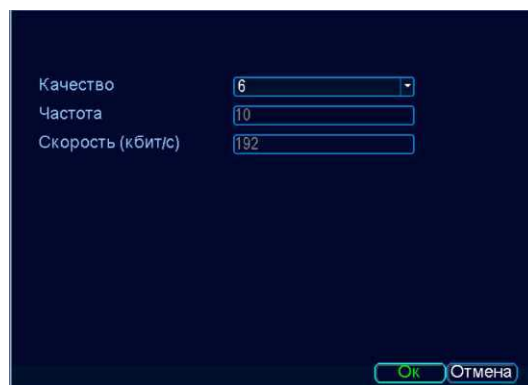 Качество 6
Частота 10
Скорость (кбит/с) 192
Ок Отмена